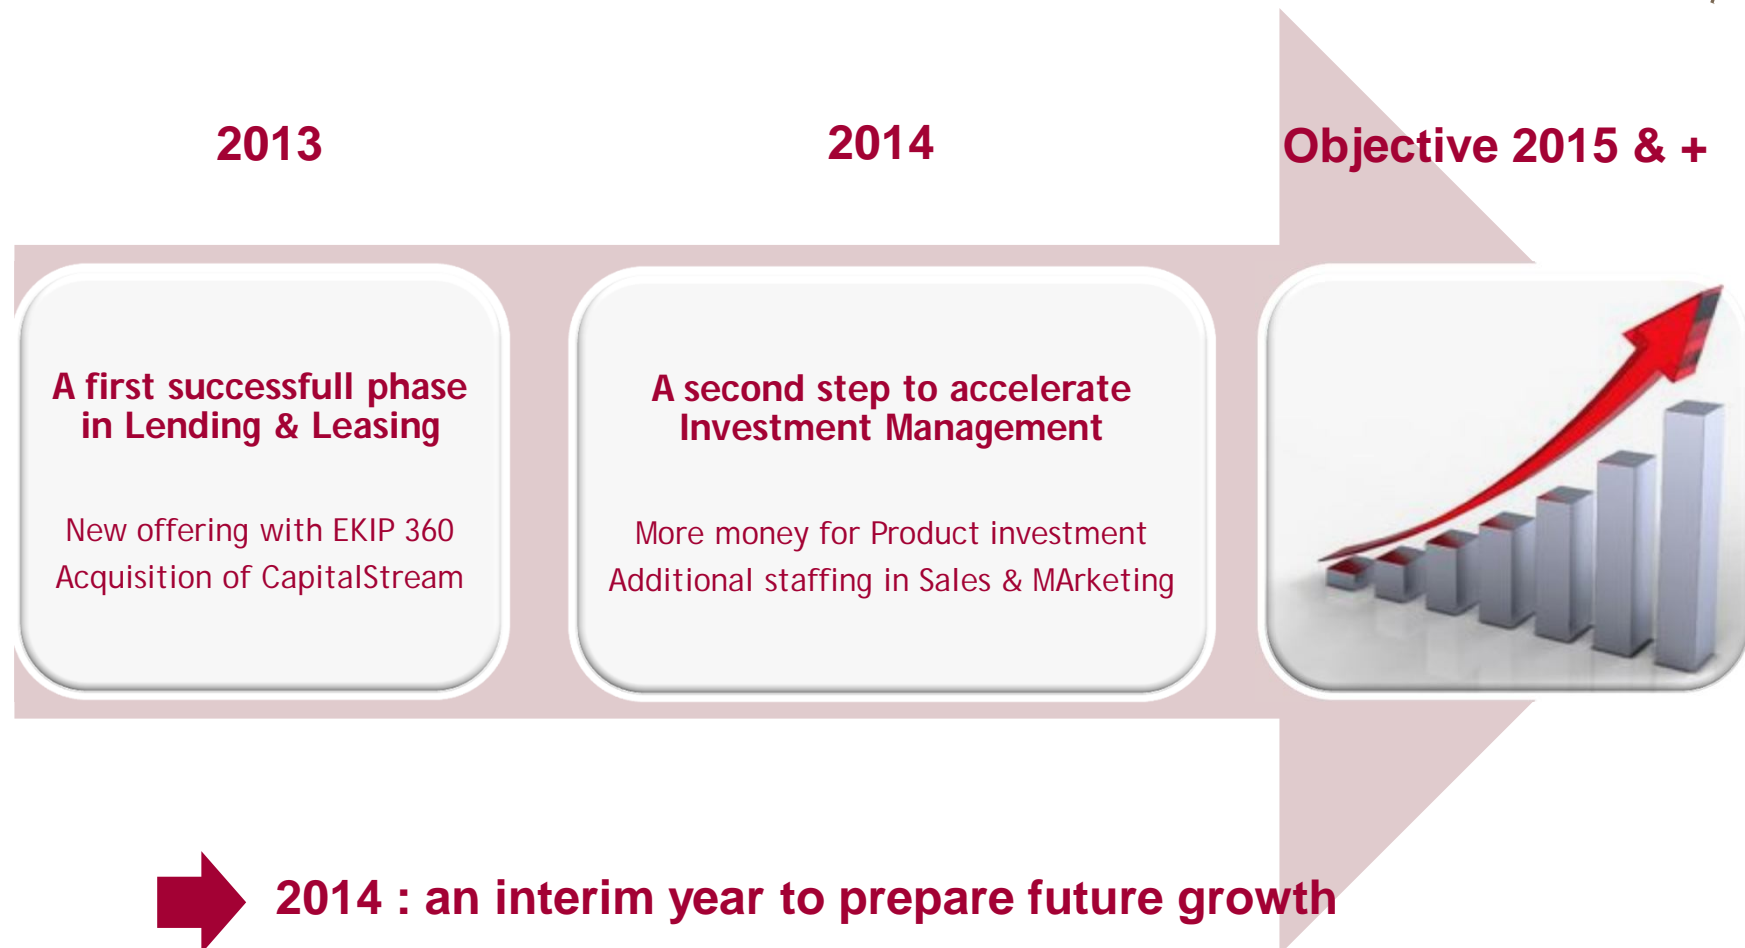 2013
2014
Objective 2015 & +
A first successfull phase
in Lending & Leasing
New offering with EKIP 360
Acquisition of CapitalStream
A second step to accelerate
Investment Management
More money for Product investment
Additional staffing in Sales & MArketing
2014 : an interim year to prepare future growth